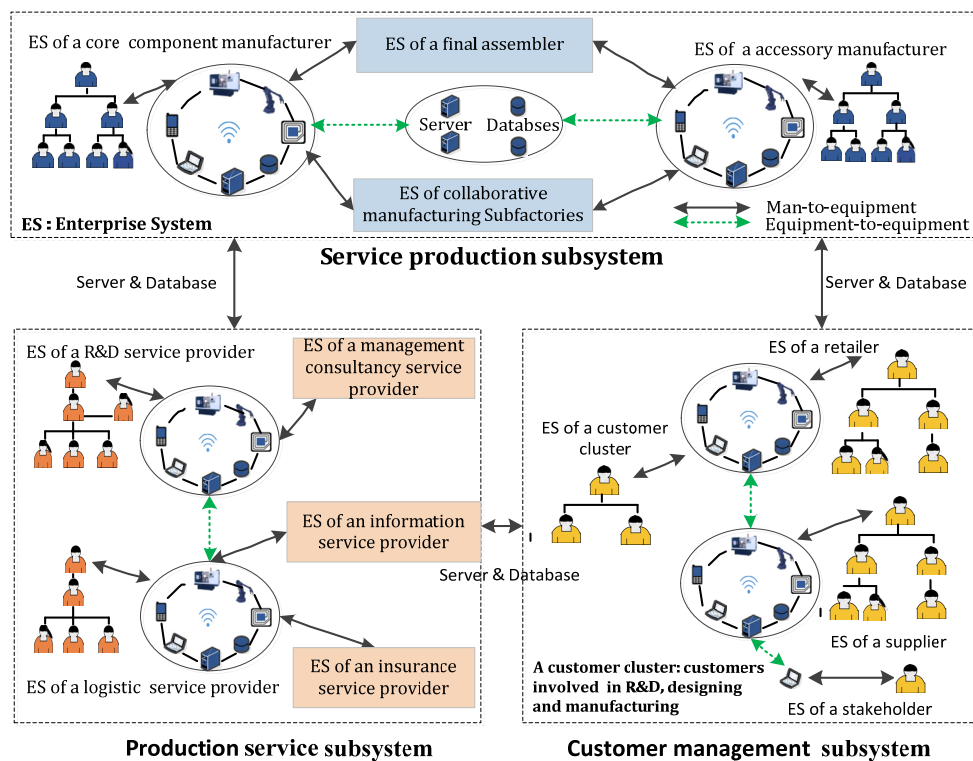 ES of a core component manufacturer
ES of a final assembler
ES of a accessory manufacturer
Server Databses
ES of collaborative
manufacturing Subfactories
ES : Enterprise System
Man-to-equipment
Equipment-to-equipment
Service production subsystem
Server & Database
Server & Database
ES of a R&D service provider
ES of a management
consultancy service
provider
ES of an information
service provider
ES of a logistic service provider
ES of an insurance
service provider
Server & Database
ES of a retailer
ES of a customer
cluster
ES of a supplier
A customer cluster: customers
involved in R&D, designing
and manufacturing
ES of a stakeholder
Production service subsystem
Customer management subsystem